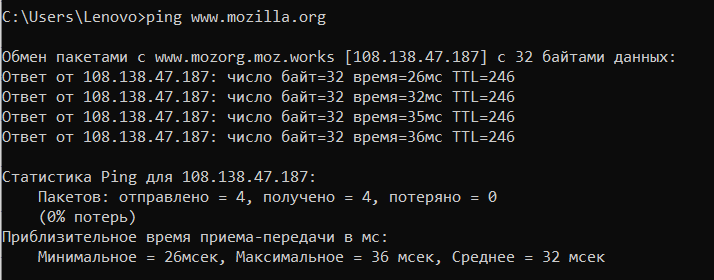 C:\Users\Lenovo>ping www.mozilla.org
Обмен пакетами с www.mozorg.moz.works [108.138.47.187] с 32 байтами данных:
Ответ от 108.138.47.187: число байт=32 время=26мс TTL=246
Ответ от 108.138.47.187: число байт=32 время=32мс TTL=246
Ответ от 108.138.47.187: число байт=32 время=35мс TTL=246
Ответ от 108.138.47.187: число байт=32 время=36мс TTL=246
Статистика Ping для 108.138.47.187:
Пакетов: отправлено = 4, получено = 4, потеряно = 0
(0% потерь)
Приблизительное время приема-передачи в мс:
Минимальное = 26мсек, Максимальное = 36 мсек, Среднее = 32 мсек